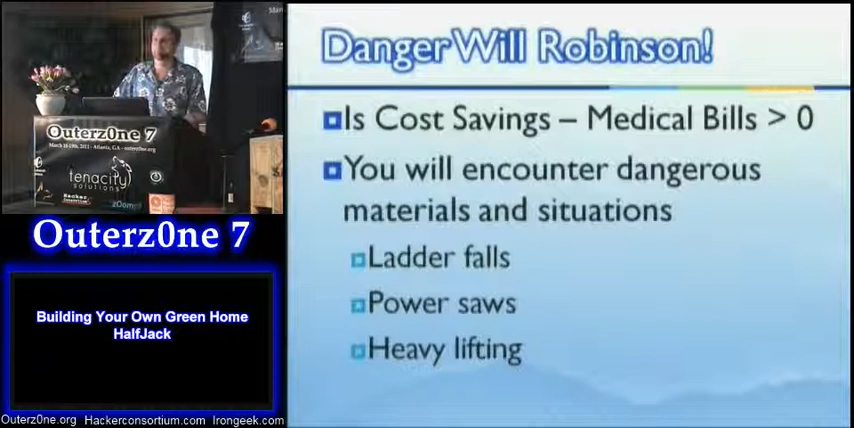 Danger Will Robinson!
Is Cost Savings – Medical Bills > 0
You will encounter dangerous
materials and situations
Ladder falls
Power saws
Heavy lifting
Outerz0ne 7
tenacity
solutions
Outerz0ne 7
Building Your Own Green Home
HalfJack
Outerz0ne.org Hackerconsortium.com Irongeek.com